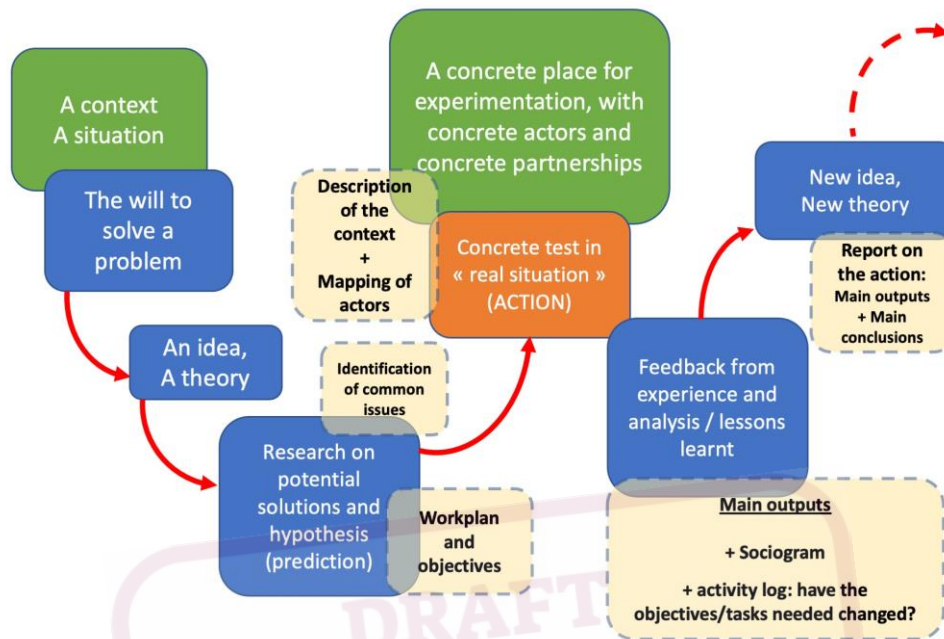 A context
A situation
The will to
solve a
problem
An idea,
A theory
Research on
potential
solutions and
hypothesis
(prediction)
Identification
of common
issues
Workplan
and
objectives
Description
of the
context
+
Mapping of
actors
A concrete place for
experimentation, with
concrete actors and
concrete partnerships
Concrete test in
« real situation »
(ACTION)
Feedback from
experience and
analysis / lessons
learnt
Main outputs
+ Sociogram
+ activity log: have the
objectives/tasks needed changed?
New idea,
New theory
Report on
the action:
Main outputs
+ Main
conclusions
DRAFT